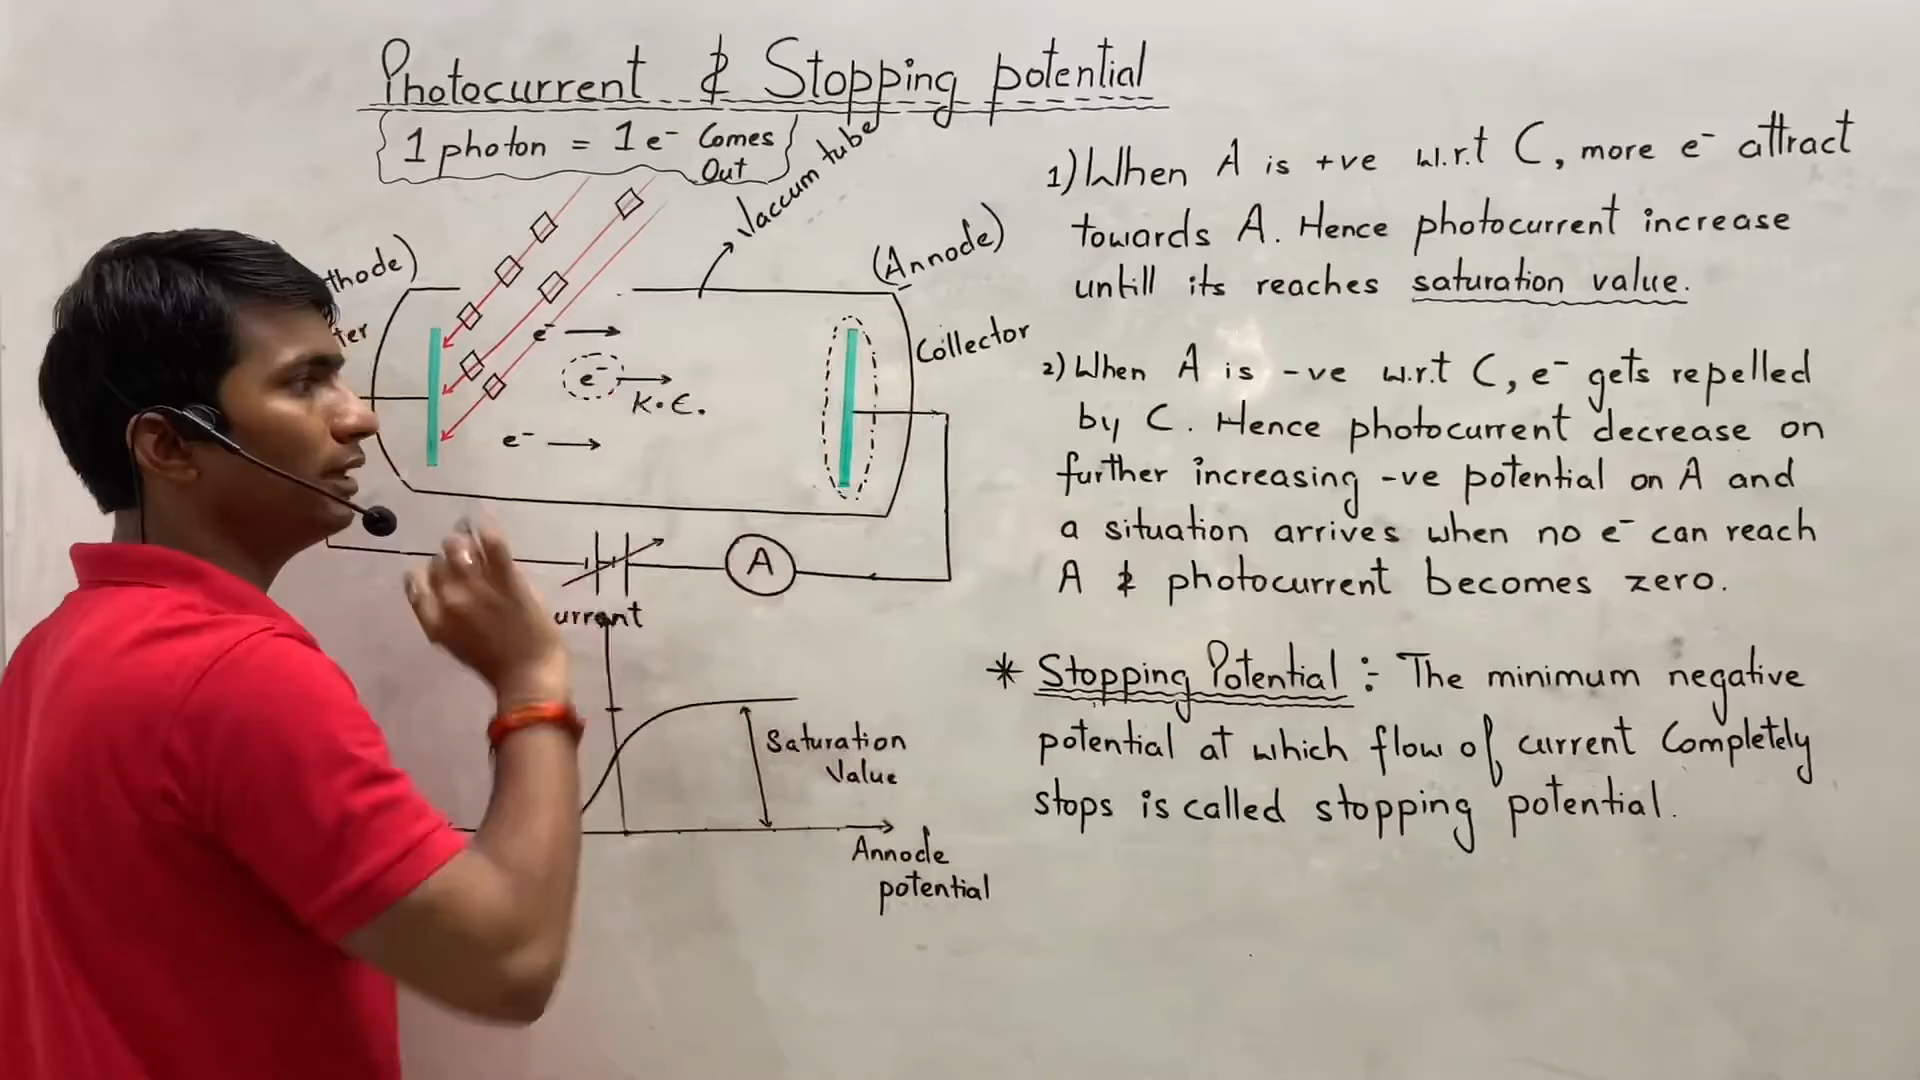 Photocurrent & Stopping potential
1 photon = 1 e⁻ Comes
Out
Vaccum tube
thode)
ter
(Annode)
Collector
e⁻
e⁻
K.E.
e⁻
A
urrent
Saturation
Value
Annode
potential
1) When A is +ve w.r.t C, more e⁻ attract
towards A. Hence photocurrent increase
untill its reaches saturation value.
2) When A is -ve w.r.t C, e⁻ gets repelled
by C. Hence photocurrent decrease on
further increasing -ve potential on A and
a situation arrives when no e⁻ can reach
A & photocurrent becomes zero.
* Stopping Potential :- The minimum negative
potential at which flow of current Completely
stops is called stopping potential.